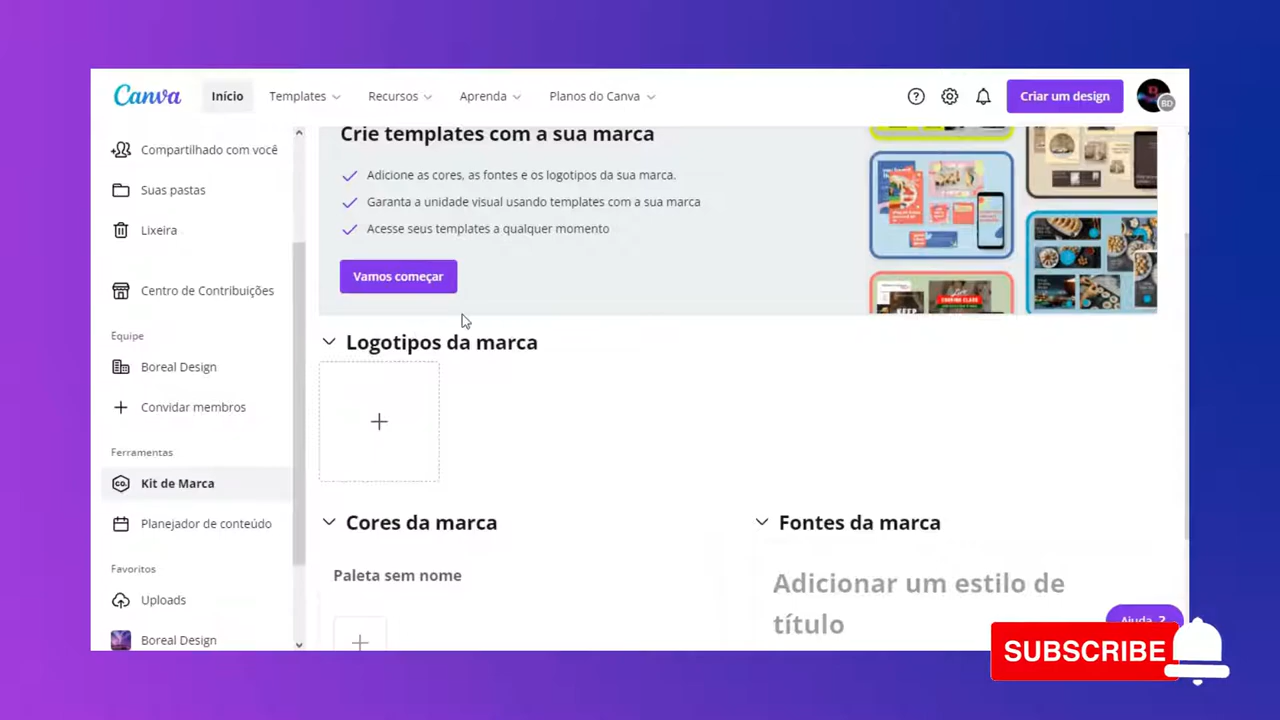 Canva
Início
Templates
Recursos
Aprenda
Planos do Canva
Criar um design
BD
Compartilhado com você
Suas pastas
Lixeira
Centro de Contribuições
Equipe
Boreal Design
Convidar membros
Ferramentas
Kit de Marca
Planejador de conteúdo
Favoritos
Uploads
Boreal Design
Crie templates com a sua marca
Adicione as cores, as fontes e os logotipos da sua marca.
Garanta a unidade visual usando templates com a sua marca
Acesse seus templates a qualquer momento
Vamos começar
Logotipos da marca
Cores da marca
Paleta sem nome
Fontes da marca
Adicionar um estilo de
título
Ajuda ?
SUBSCRIBE